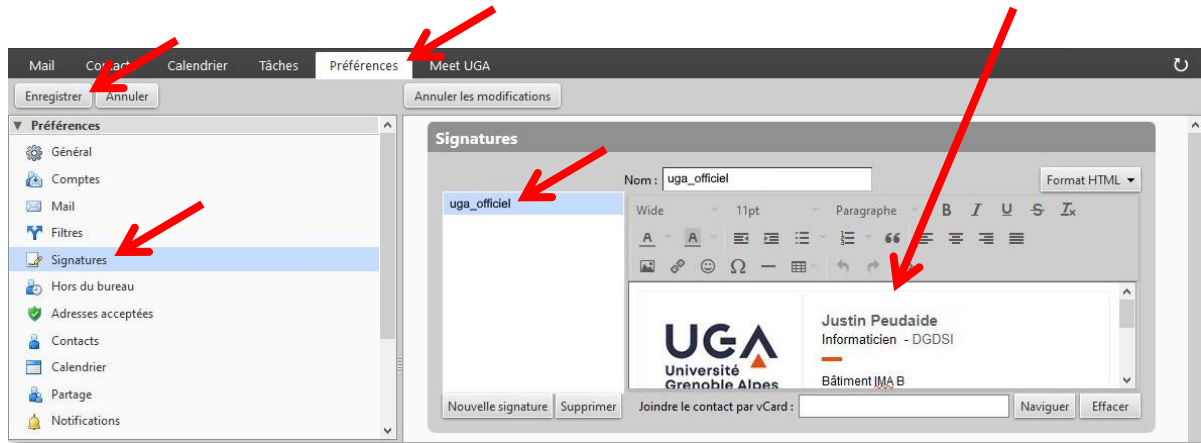 Mail Contacts Calendrier Tâches Préférences Meet UGA
Enregistrer Annuler Annuler les modifications
Préférences
Général
Comptes
Mail
Filtres
Signatures
Hors du bureau
Adresses acceptées
Contacts
Calendrier
Partage
Notifications
Signatures
Nom : uga_officiel Format HTML
uga_officiel
Wide 11pt Paragraphe B I U S Ix
A A
Ω
UGA
Université
Grenoble Alpes
Justin Peudaide
Informaticien - DGDSI
Bâtiment IMA B
Nouvelle signature Supprimer Joindre le contact par vCard : Naviguer Effacer